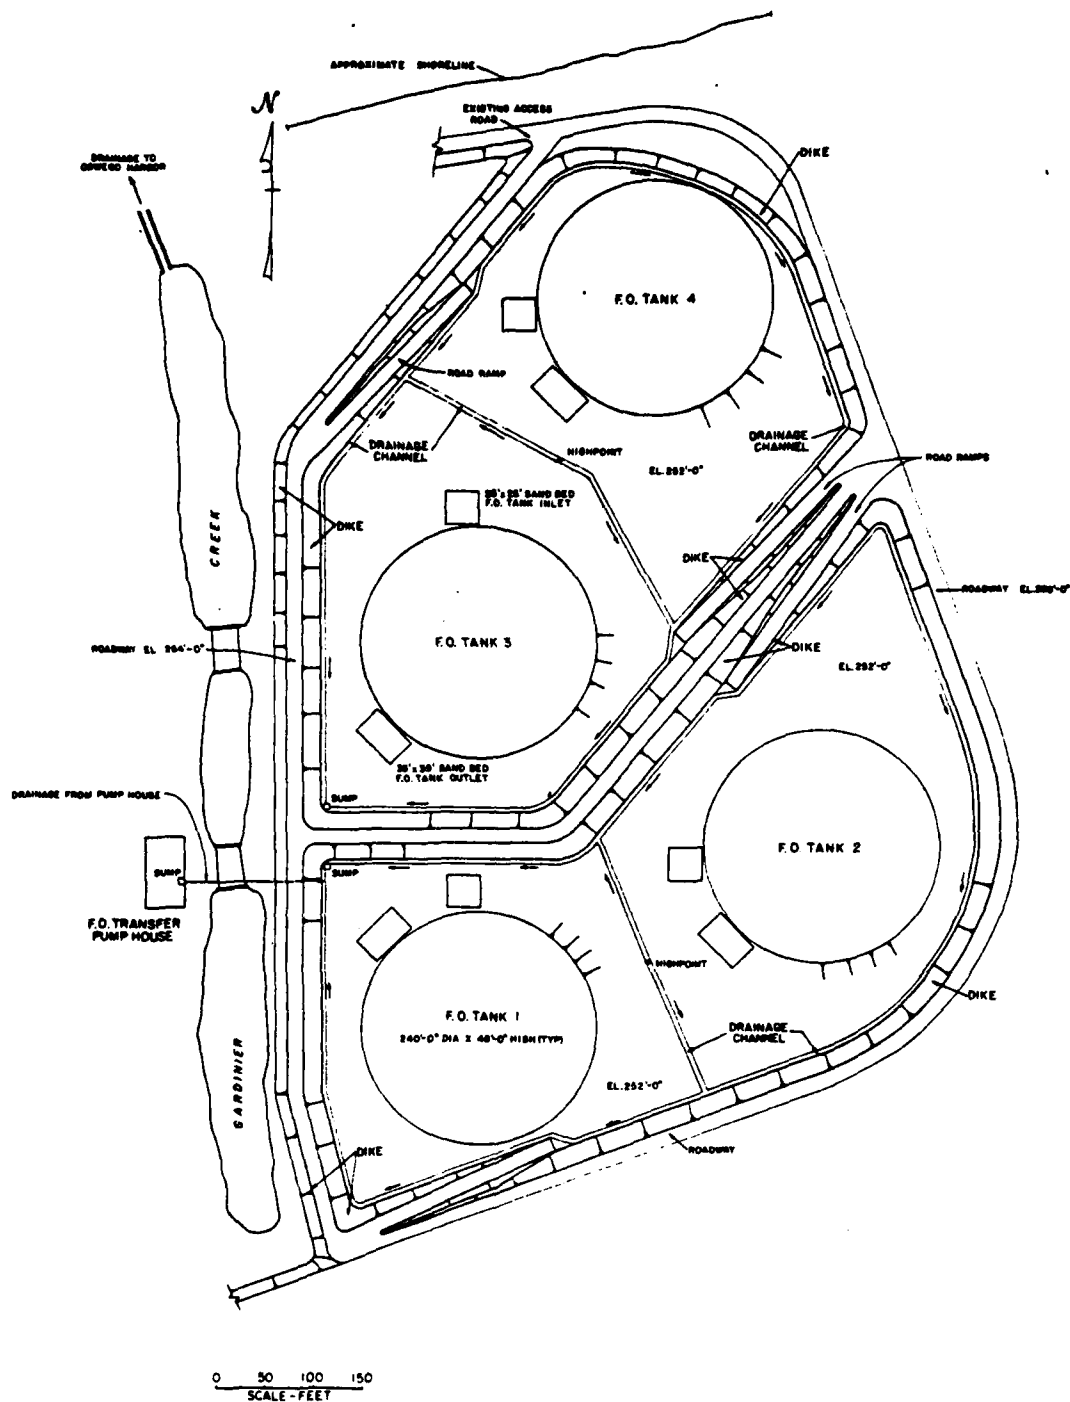 APPROXIMATE SHORELINE
N
EXISTING ACCESS
ROAD
DRAINAGE TO
OSWEGO HARBOR
DIKE
F.O. TANK 4
ROAD RAMP
DRAINAGE
CHANNEL
HIGHPOINT
DRAINAGE
CHANNEL
EL.252'-0"
ROAD RAMPS
F.O. TANK INLET
DIKE
CREEK
DIKE
ROADWAY
F.O. TANK 3
ROADWAY EL 264'-0"
DIKE
EL.252'-0"
SAND BED
F.O. TANK OUTLET
SUMP
DRAINAGE FROM PUMP HOUSE
F.O TANK 2
SUMP
SUMP
F.O. TRANSFER
PUMP HOUSE
HIGHPOINT
DIKE
F.O. TANK 1
240'-0" DIA X 48'-0" HIGH(TYP)
DRAINAGE
CHANNEL
GARDINIER
EL.252'-0"
DIKE
ROADWAY
0 50 100 150
SCALE-FEET